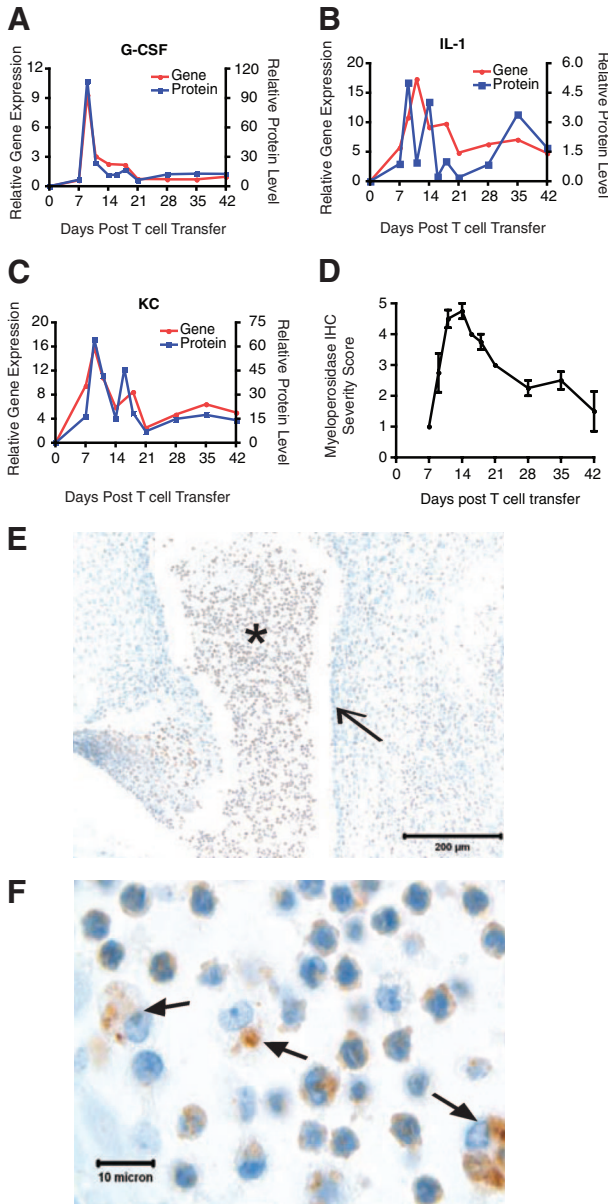 A
G-CSF
Relative Gene Expression
12
9
6
3
0
Gene
Protein
120
90
60
30
0
Relative Protein Level
0 7 14 21 28 35 42
Days Post T cell Transfer
B
IL-1
Relative Gene Expression
20
15
10
5
0
Gene
Protein
6.0
4.5
3.0
1.5
0.0
Relative Protein Level
0 7 14 21 28 35 42
Days Post T cell Transfer
C
KC
Relative Gene Expression
20
16
12
8
4
0
Gene
Protein
75
60
45
30
15
0
Relative Protein Level
0 7 14 21 28 35 42
Days Post T cell Transfer
D
Myeloperosidase IHC
Severity Score
5
4
3
2
1
0
0 7 14 21 28 35 42
Days post T cell transfer
E
*
200 µm
F
10 micron